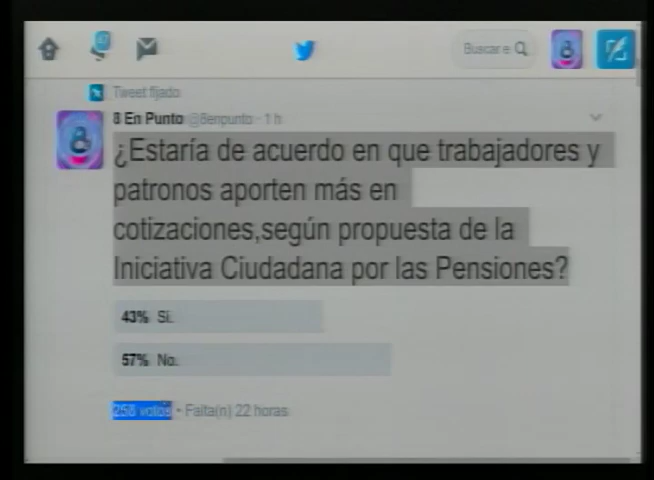 Buscar e
Tweet fijado
8 En Punto @8enpunto · 1 h
¿Estaría de acuerdo en que trabajadores y
patronos aporten más en
cotizaciones,según propuesta de la
Iniciativa Ciudadana por las Pensiones?
43% Sí.
57% No.
258 votos • Falta(n) 22 horas